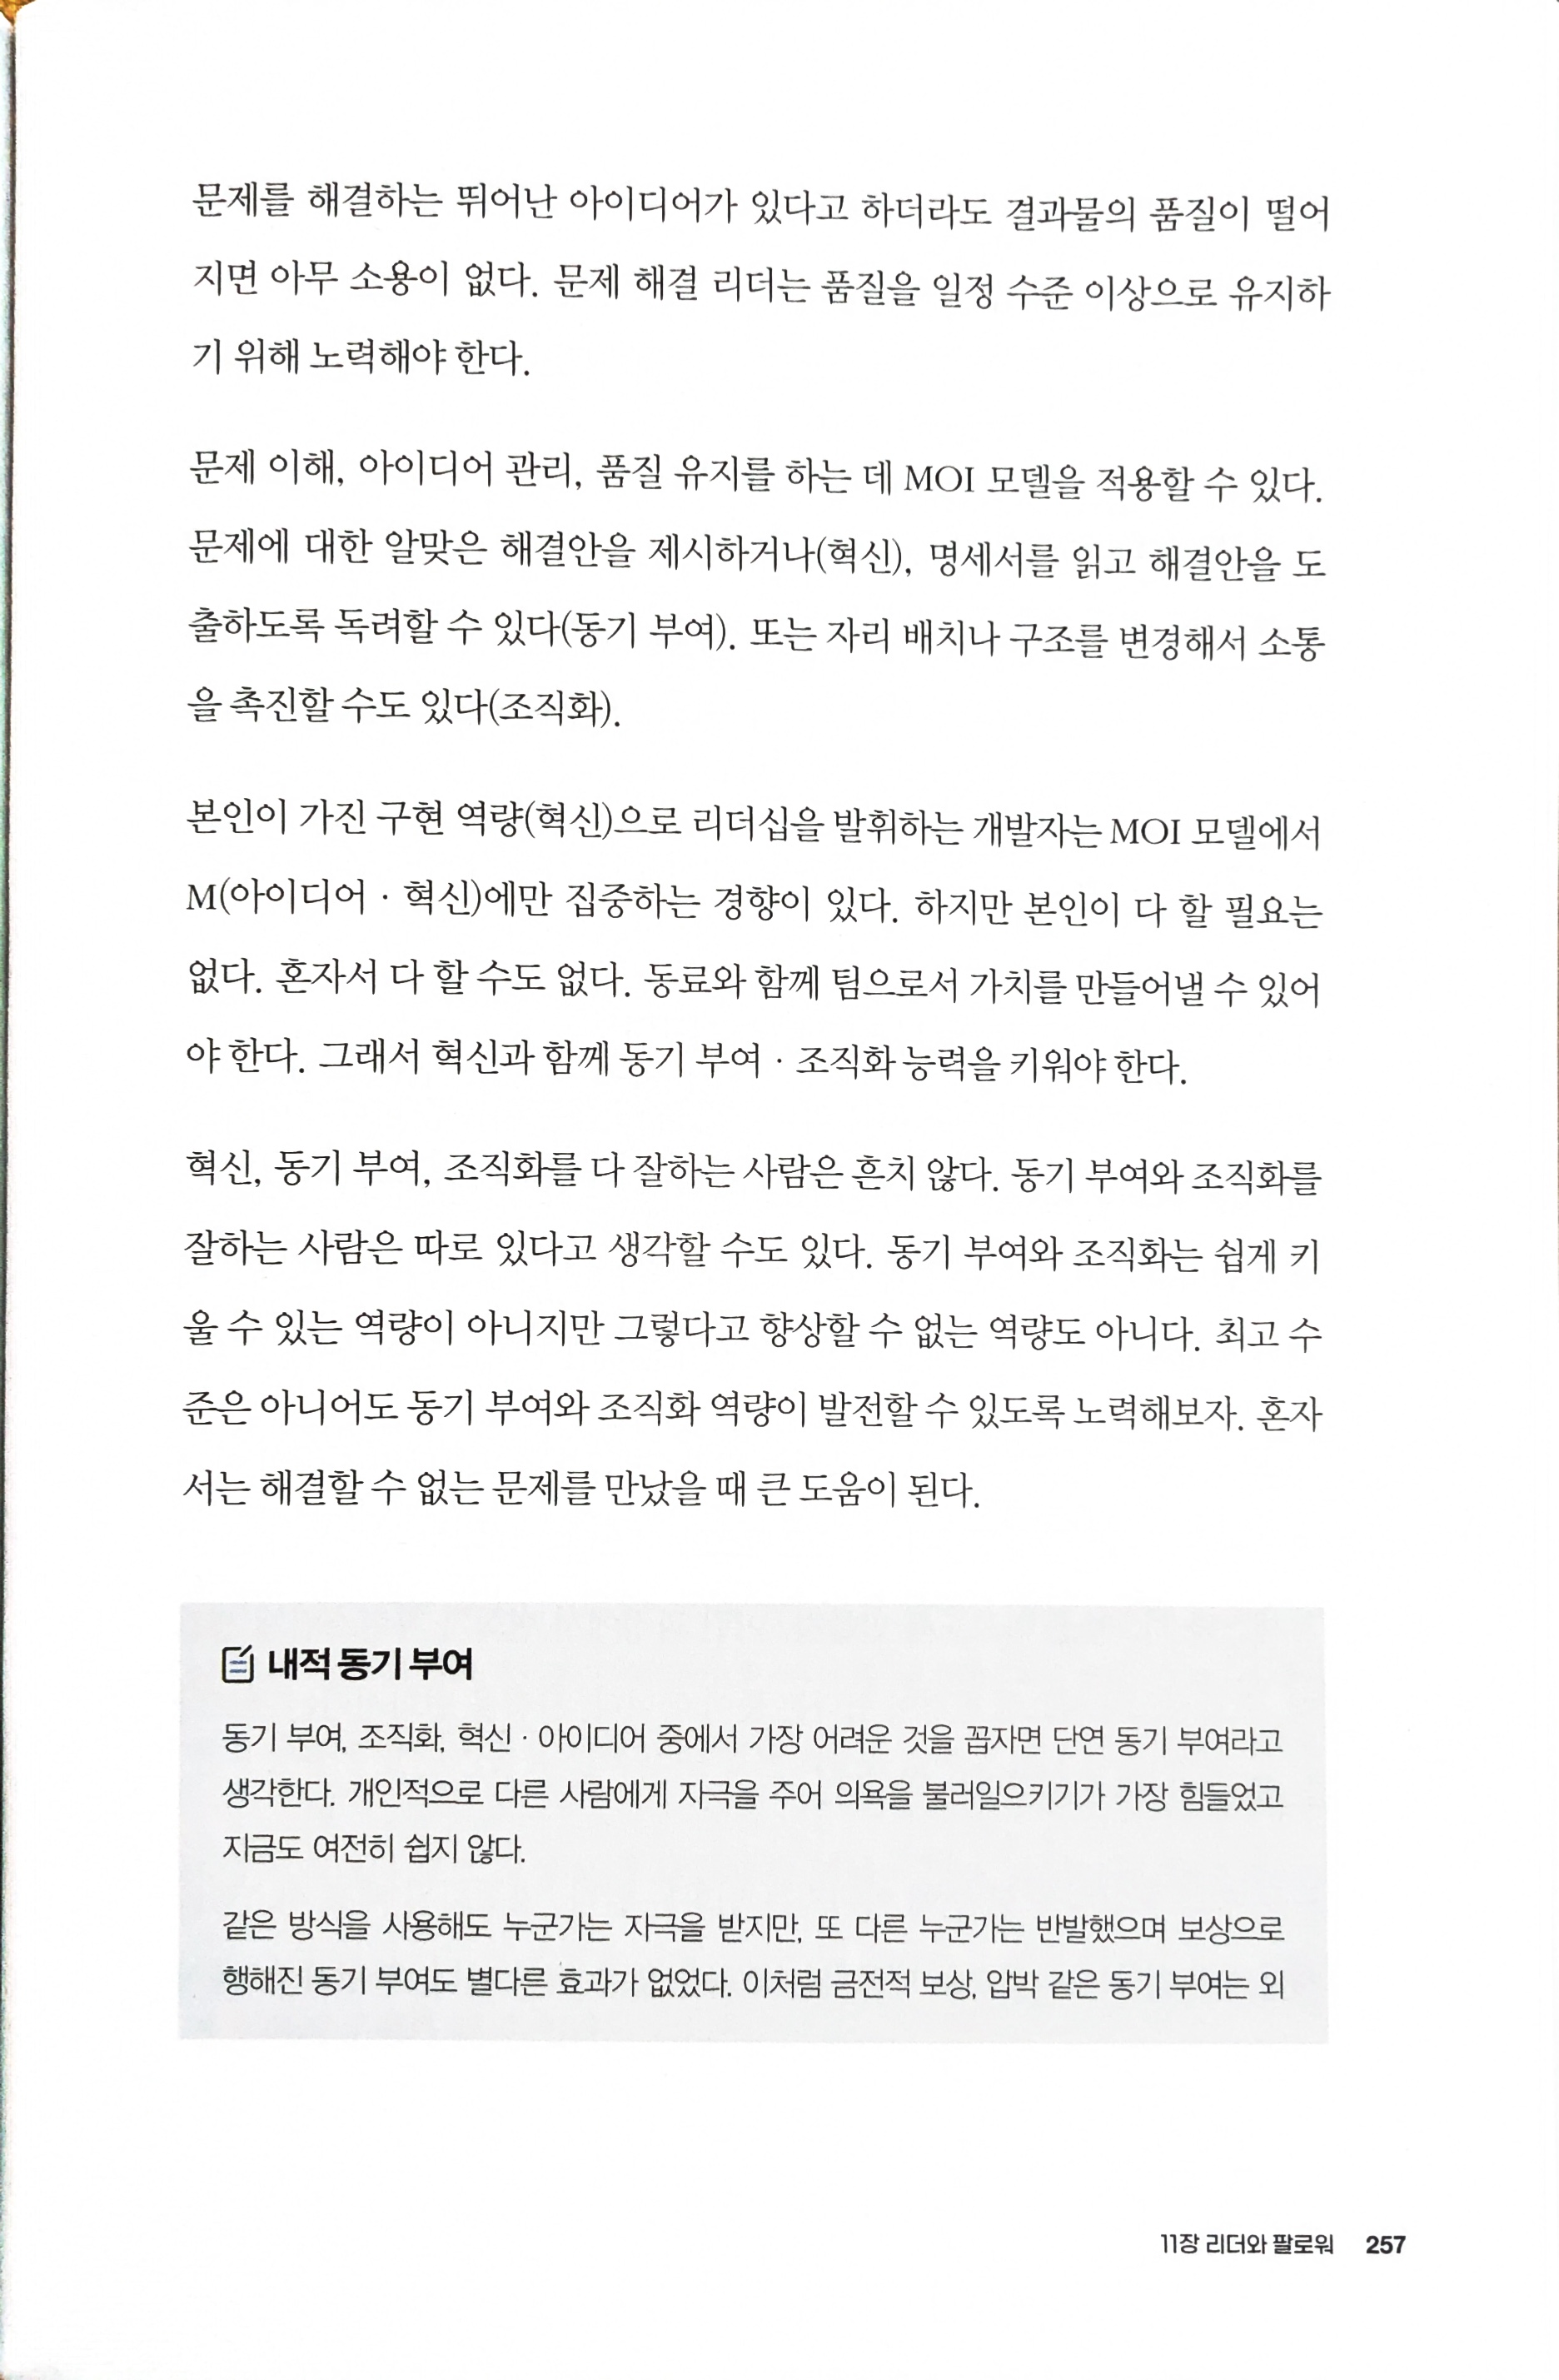 문제를 해결하는 뛰어난 아이디어가 있다고 하더라도 결과물의 품질이 떨어
지면 아무 소용이 없다. 문제 해결 리더는 품질을 일정 수준 이상으로 유지하
기 위해 노력해야 한다.
문제 이해, 아이디어 관리, 품질 유지를 하는 데 MOI 모델을 적용할 수 있다.
문제에 대한 알맞은 해결안을 제시하거나(혁신), 명세서를 읽고 해결안을 도
출하도록 독려할 수 있다(동기 부여). 또는 자리 배치나 구조를 변경해서 소통
을 촉진할 수도 있다(조직화).
본인이 가진 구현 역량(혁신)으로 리더십을 발휘하는 개발자는 MOI 모델에서
M(아이디어 · 혁신)에만 집중하는 경향이 있다. 하지만 본인이 다 할 필요는
없다. 혼자서 다 할 수도 없다. 동료와 함께 팀으로서 가치를 만들어낼 수 있어
야 한다. 그래서 혁신과 함께 동기 부여 · 조직화 능력을 키워야 한다.
혁신, 동기 부여, 조직화를 다 잘하는 사람은 흔치 않다. 동기 부여와 조직화를
잘하는 사람은 따로 있다고 생각할 수도 있다. 동기 부여와 조직화는 쉽게 키
울 수 있는 역량이 아니지만 그렇다고 향상할 수 없는 역량도 아니다. 최고 수
준은 아니어도 동기 부여와 조직화 역량이 발전할 수 있도록 노력해보자. 혼자
서는 해결할 수 없는 문제를 만났을 때 큰 도움이 된다.
내적 동기 부여
동기 부여, 조직화, 혁신 · 아이디어 중에서 가장 어려운 것을 꼽자면 단연 동기 부여라고
생각한다. 개인적으로 다른 사람에게 자극을 주어 의욕을 불러일으키기가 가장 힘들었고
지금도 여전히 쉽지 않다.
같은 방식을 사용해도 누군가는 자극을 받지만, 또 다른 누군가는 반발했으며 보상으로
행해진 동기 부여도 별다른 효과가 없었다. 이처럼 금전적 보상, 압박 같은 동기 부여는 외
11장 리더와 팔로워 257